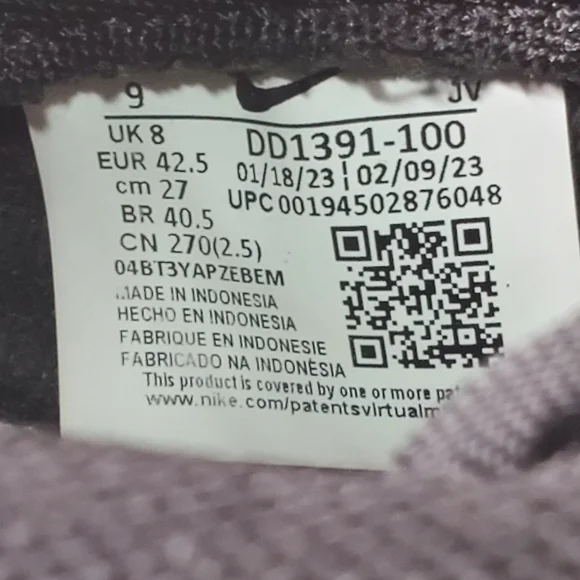 9 JV
UK 8
EUR 42.5
cm 27
BR 40.5
CN 270(2.5)
DD1391-100
01/18/23 | 02/09/23
UPC 00194502876048
04BT3YAPZEBEM
MADE IN INDONESIA
HECHO EN INDONESIA
FABRIQUE EN INDONESIE
FABRICADO NA INDONÈSIA
This product is covered by one or more
www.nike.com/patentsvirtualm